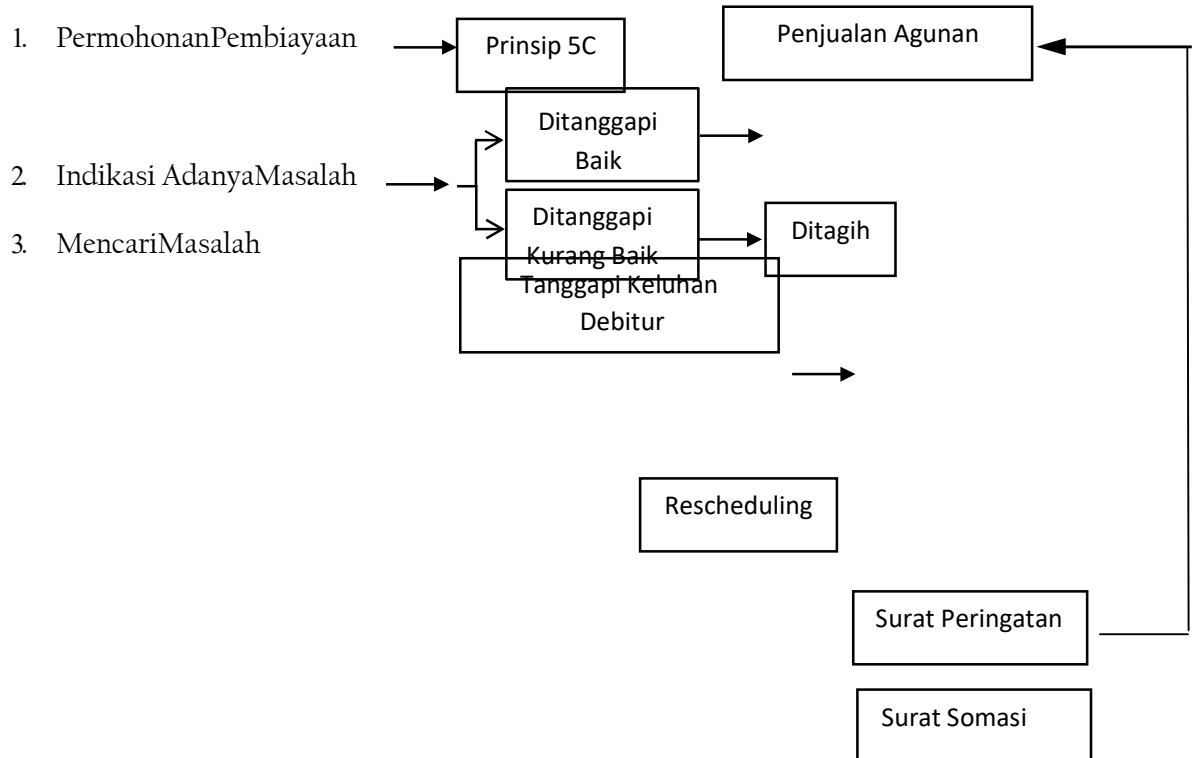 1. PermohonanPembiayaan
Prinsip 5C
Penjualan Agunan
Ditanggapi
Baik
2. Indikasi AdanyaMasalah
Ditanggapi
Kurang Baik
Ditagih
3. MencariMasalah
Tanggapi Keluhan
Debitur
Rescheduling
Surat Peringatan
Surat Somasi